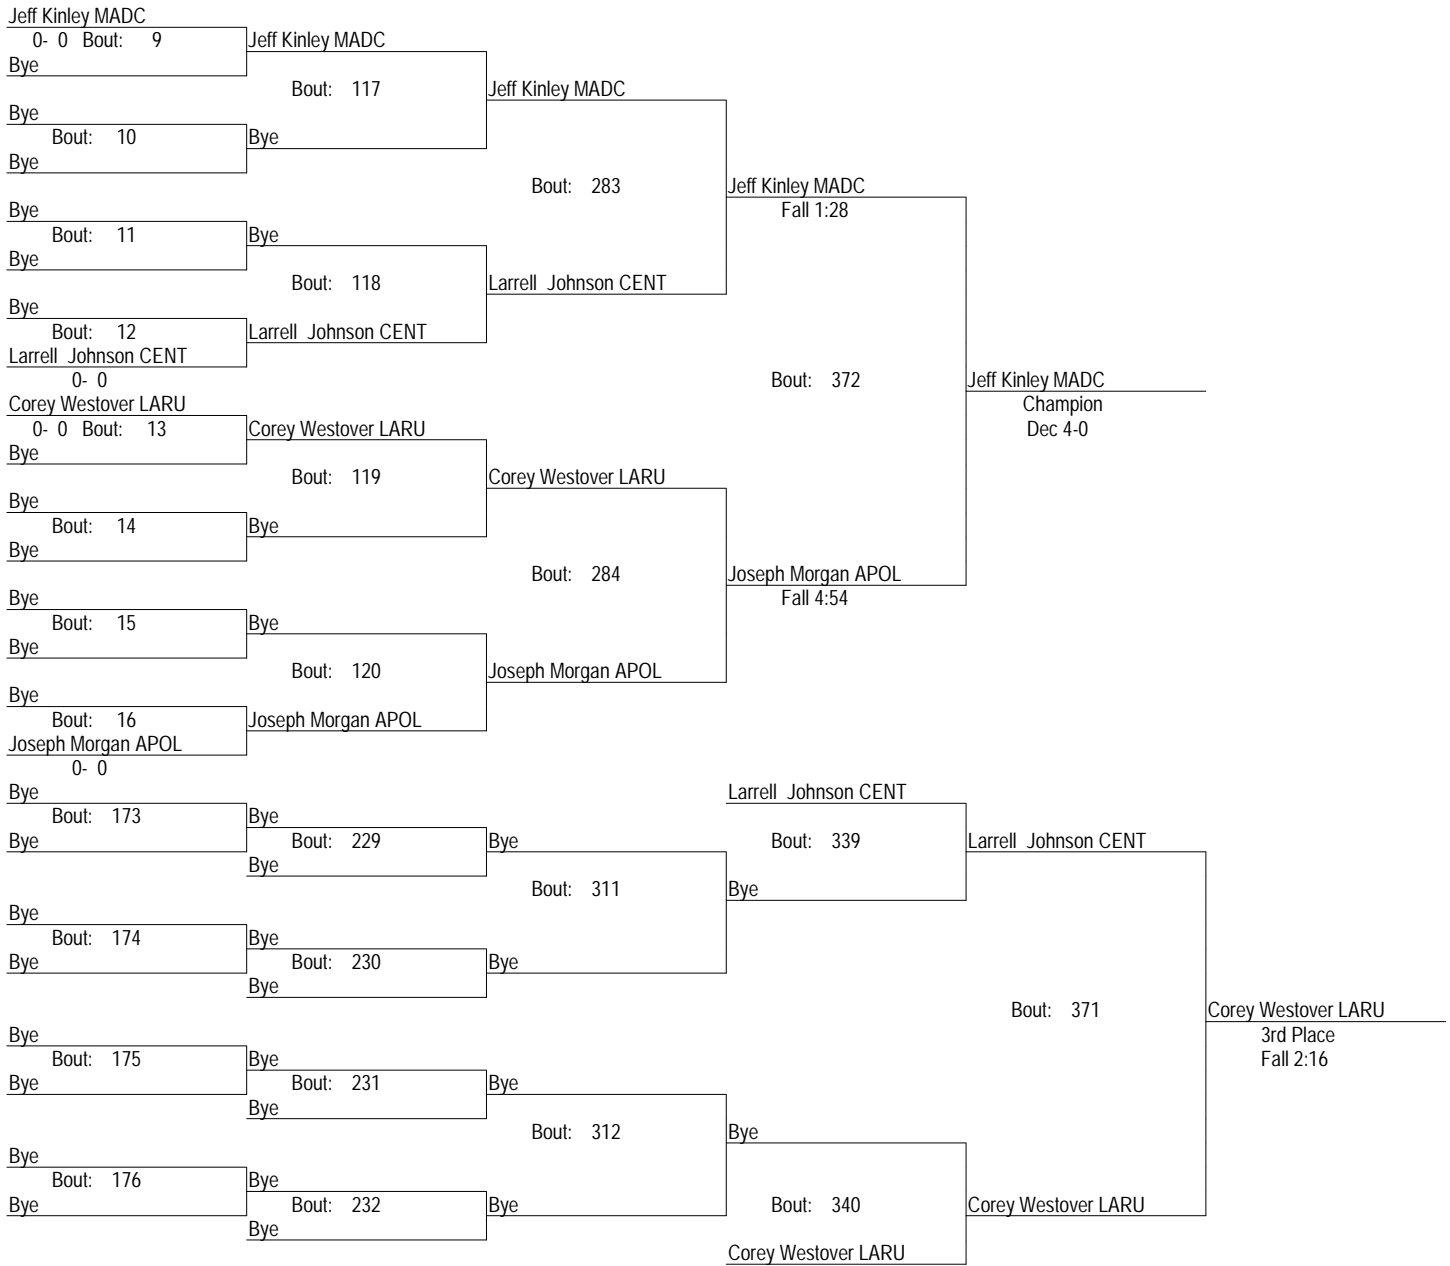 Jeff Kinley MADC
0- 0 Bout: 9
Jeff Kinley MADC
Bye
Bout: 117
Jeff Kinley MADC
Bye
Bout: 10
Bye
Bye
Bout: 283
Jeff Kinley MADC
Fall 1:28
Bye
Bout: 11
Bye
Bye
Bout: 118
Larrell Johnson CENT
Bye
Bout: 12
Larrell Johnson CENT
Larrell Johnson CENT
0- 0
Bout: 372
Jeff Kinley MADC
Champion
Dec 4-0
Corey Westover LARU
0- 0 Bout: 13
Corey Westover LARU
Bye
Bout: 119
Corey Westover LARU
Bye
Bout: 14
Bye
Bye
Bout: 284
Joseph Morgan APOL
Fall 4:54
Bye
Bout: 15
Bye
Bye
Bout: 120
Joseph Morgan APOL
Bye
Bout: 16
Joseph Morgan APOL
Joseph Morgan APOL
0- 0
Bye
Larrell Johnson CENT
Bout: 173
Bye
Bye
Bout: 229
Bye
Bout: 339
Larrell Johnson CENT
Bye
Bout: 311
Bye
Bye
Bout: 174
Bye
Bye
Bout: 230
Bye
Bye
Bout: 371
Corey Westover LARU
3rd Place
Fall 2:16
Bye
Bout: 175
Bye
Bye
Bout: 231
Bye
Bye
Bout: 312
Bye
Bye
Bout: 176
Bye
Bye
Bout: 232
Bye
Bout: 340
Corey Westover LARU
Bye
Corey Westover LARU